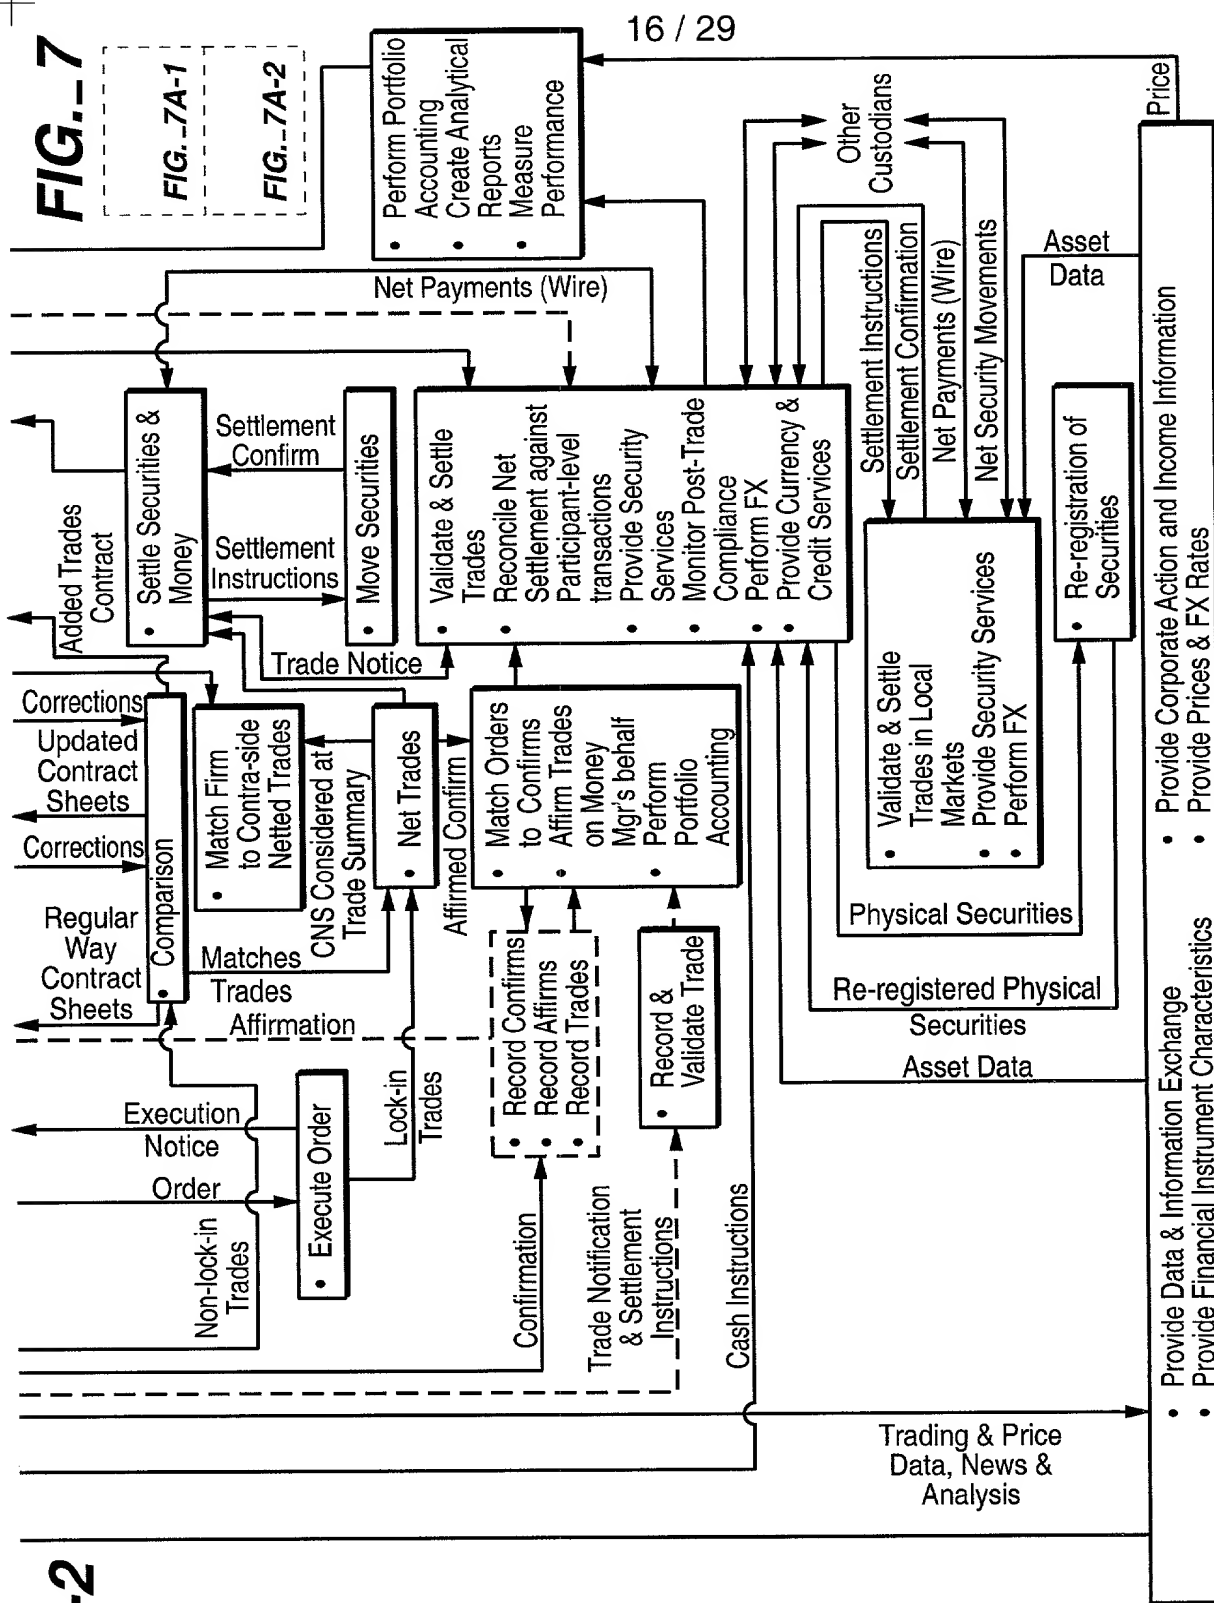 16 / 29
FIG._7
FIG._7A-1
FIG._7A-2
-2
• Perform Portfolio
Accounting
• Create Analytical
Reports
• Measure
Performance
Price
Net Payments (Wire)
Other
Custodians
Added Trades
Contract
• Settle Securities &
Money
Settlement
Confirm
Settlement
Instructions
• Move Securities
Trade Notice
• Validate & Settle
Trades
• Reconcile Net
Settlement against
Participant-level
transactions
• Provide Security
Services
• Monitor Post-Trade
Compliance
• Perform FX
• Provide Currency &
Credit Services
Settlement Instructions
Settlement Confirmation
Net Payments (Wire)
Net Security Movements
Asset
Data
Corrections
Updated
Contract
Sheets
Corrections
Regular
Way
Contract
Sheets
• Comparison
• Match Firm
to Contra-side
Netted Trades
CNS Considered at
Trade Summary
• Net Trades
Matches
Trades
Affirmed Confirm
• Match Orders
to Confirms
• Affirm Trades
on Money
Mgr's behalf
• Perform
Portfolio
Accounting
• Validate & Settle
Trades in Local
Markets
• Provide Security Services
• Perform FX
• Re-registration of
Securities
Physical Securities
Re-registered Physical
Securities
Asset Data
Affirmation
• Record Confirms
• Record Affirms
• Record Trades
• Record &
Validate Trade
Execution
Notice
Order
• Execute Order
Lock-in
Trades
Non-lock-in
Trades
Confirmation
Trade Notification
& Settlement
Instructions
Cash Instructions
Trading & Price
Data, News &
Analysis
• Provide Data & Information Exchange
• Provide Financial Instrument Characteristics
• Provide Corporate Action and Income Information
• Provide Prices & FX Rates